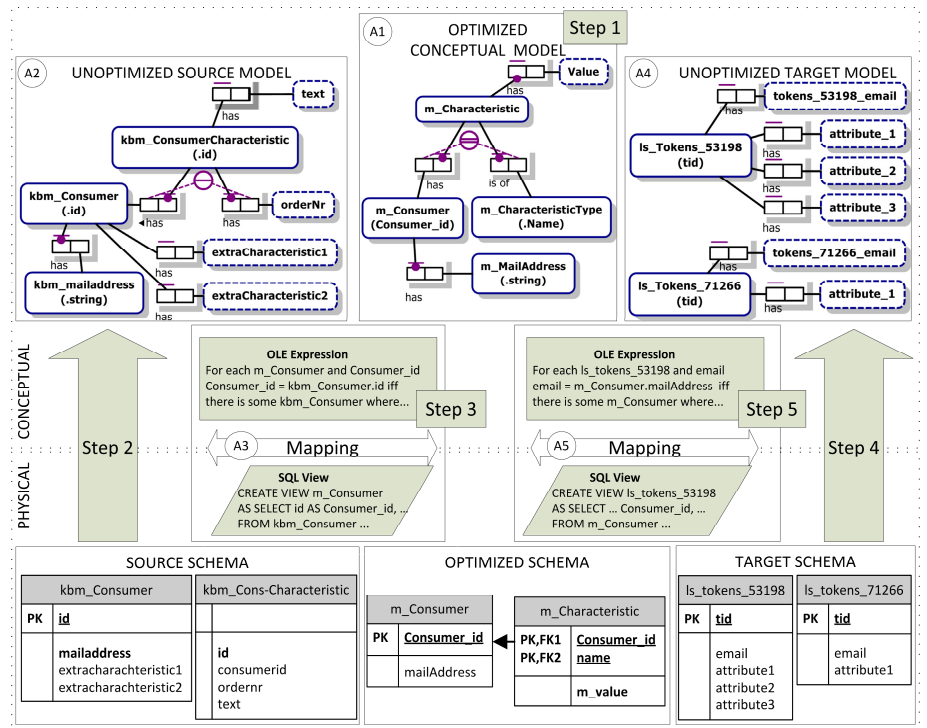 A2
UNOPTIMIZED SOURCE MODEL
text
has
kbm_ConsumerCharacteristic
(.id)
kbm_Consumer
(.id)
has
orderNr
has
extraCharacteristic1
has
kbm_mailaddress
(.string)
extraCharacteristic2
has
A1
OPTIMIZED
CONCEPTUAL MODEL
Step 1
Value
has
m_Characteristic
has
is of
m_Consumer
(Consumer_id)
m_CharacteristicType
(.Name)
m_MailAddress
(.string)
has
A4
UNOPTIMIZED TARGET MODEL
tokens_53198_email
has
ls_Tokens_53198
(tid)
attribute_1
has
attribute_2
has
attribute_3
has
tokens_71266_email
has
ls_Tokens_71266
(tid)
attribute_1
has
CONCEPTUAL
PHYSICAL
Step 2
OLE Expression
For each m_Consumer and Consumer_id
Consumer_id = kbm_Consumer.id iff
there is some kbm_Consumer where...
Step 3
A3
Mapping
SQL View
CREATE VIEW m_Consumer
AS SELECT id AS Consumer_id, ...
FROM kbm_Consumer ...
OLE Expression
For each ls_tokens_53198 and email
email = m_Consumer.mailAddress iff
there is some m_Consumer where...
Step 5
A5
Mapping
SQL View
CREATE VIEW ls_tokens_53198
AS SELECT ... Consumer_id, ...
FROM m_Consumer ...
Step 4
SOURCE SCHEMA
kbm_Consumer
PK id
mailaddress
extracharachteristic1
extracharachteristic2
kbm_Cons-Characteristic
id
consumerid
ordernr
text
OPTIMIZED SCHEMA
m_Consumer
PK Consumer_id
mailAddress
m_Characteristic
PK,FK1 Consumer_id
PK,FK2 name
m_value
TARGET SCHEMA
ls_tokens_53198
PK tid
email
attribute1
attribute2
attribute3
ls_tokens_71266
PK tid
email
attribute1